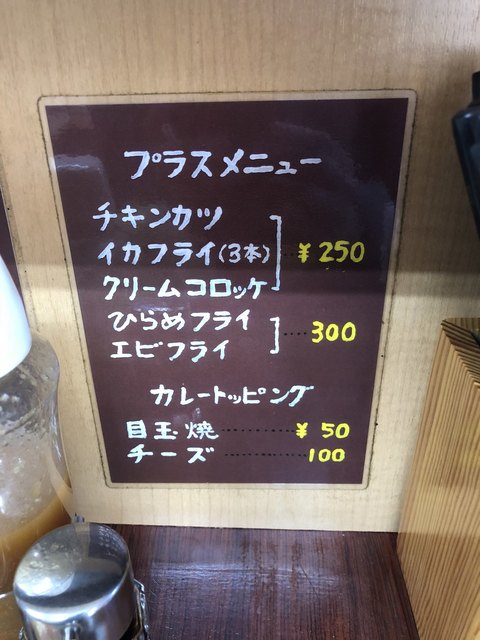 プラスメニュー
チキンカツ
イカフライ(3本) ¥250
クリームコロッケ
ひらめフライ
エビフライ 300
カレートッピング
目玉焼 ¥50
チーズ 100